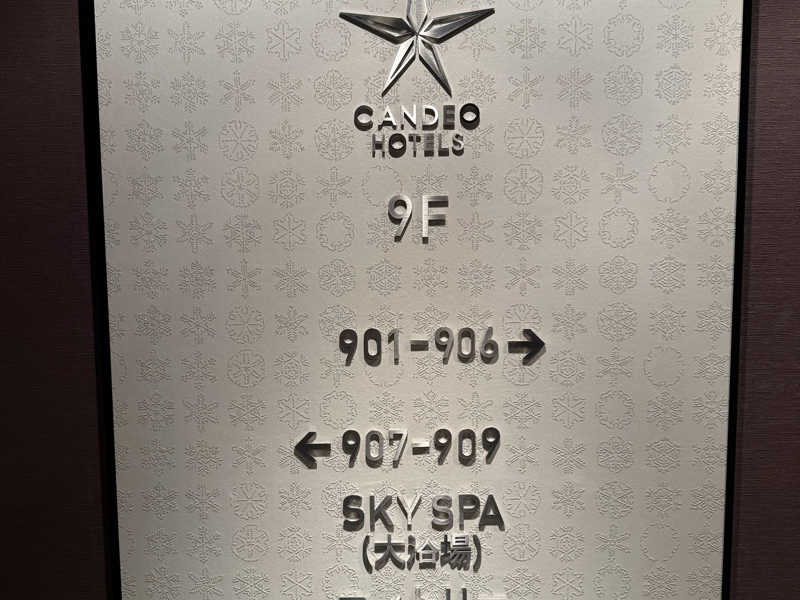 CANDEO
HOTELS
9F
901-906→
←907-909
SKY SPA
(大浴場)